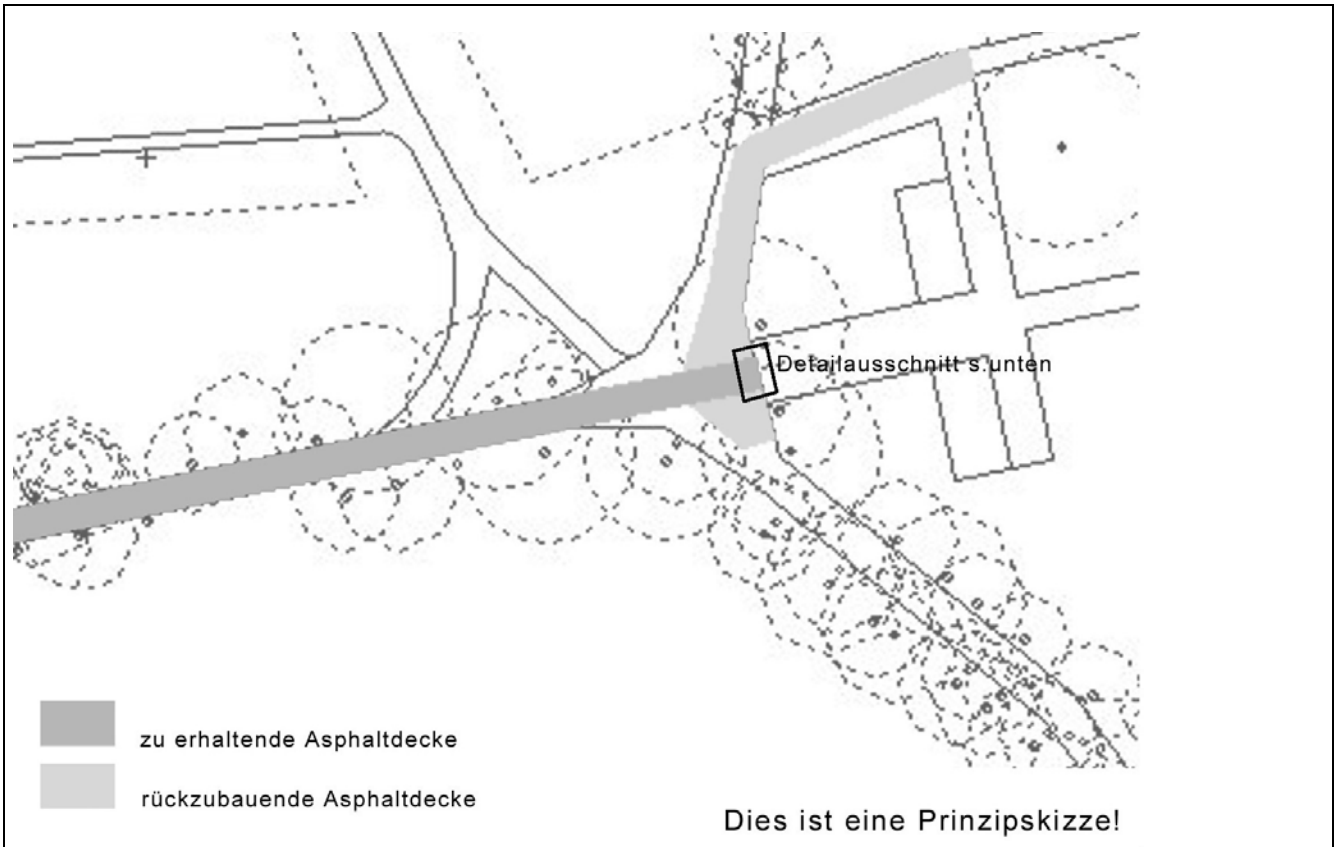 Detailausschnitt s.unten
zu erhaltende Asphaltdecke
rückzubauende Asphaltdecke
Dies ist eine Prinzipskizze!